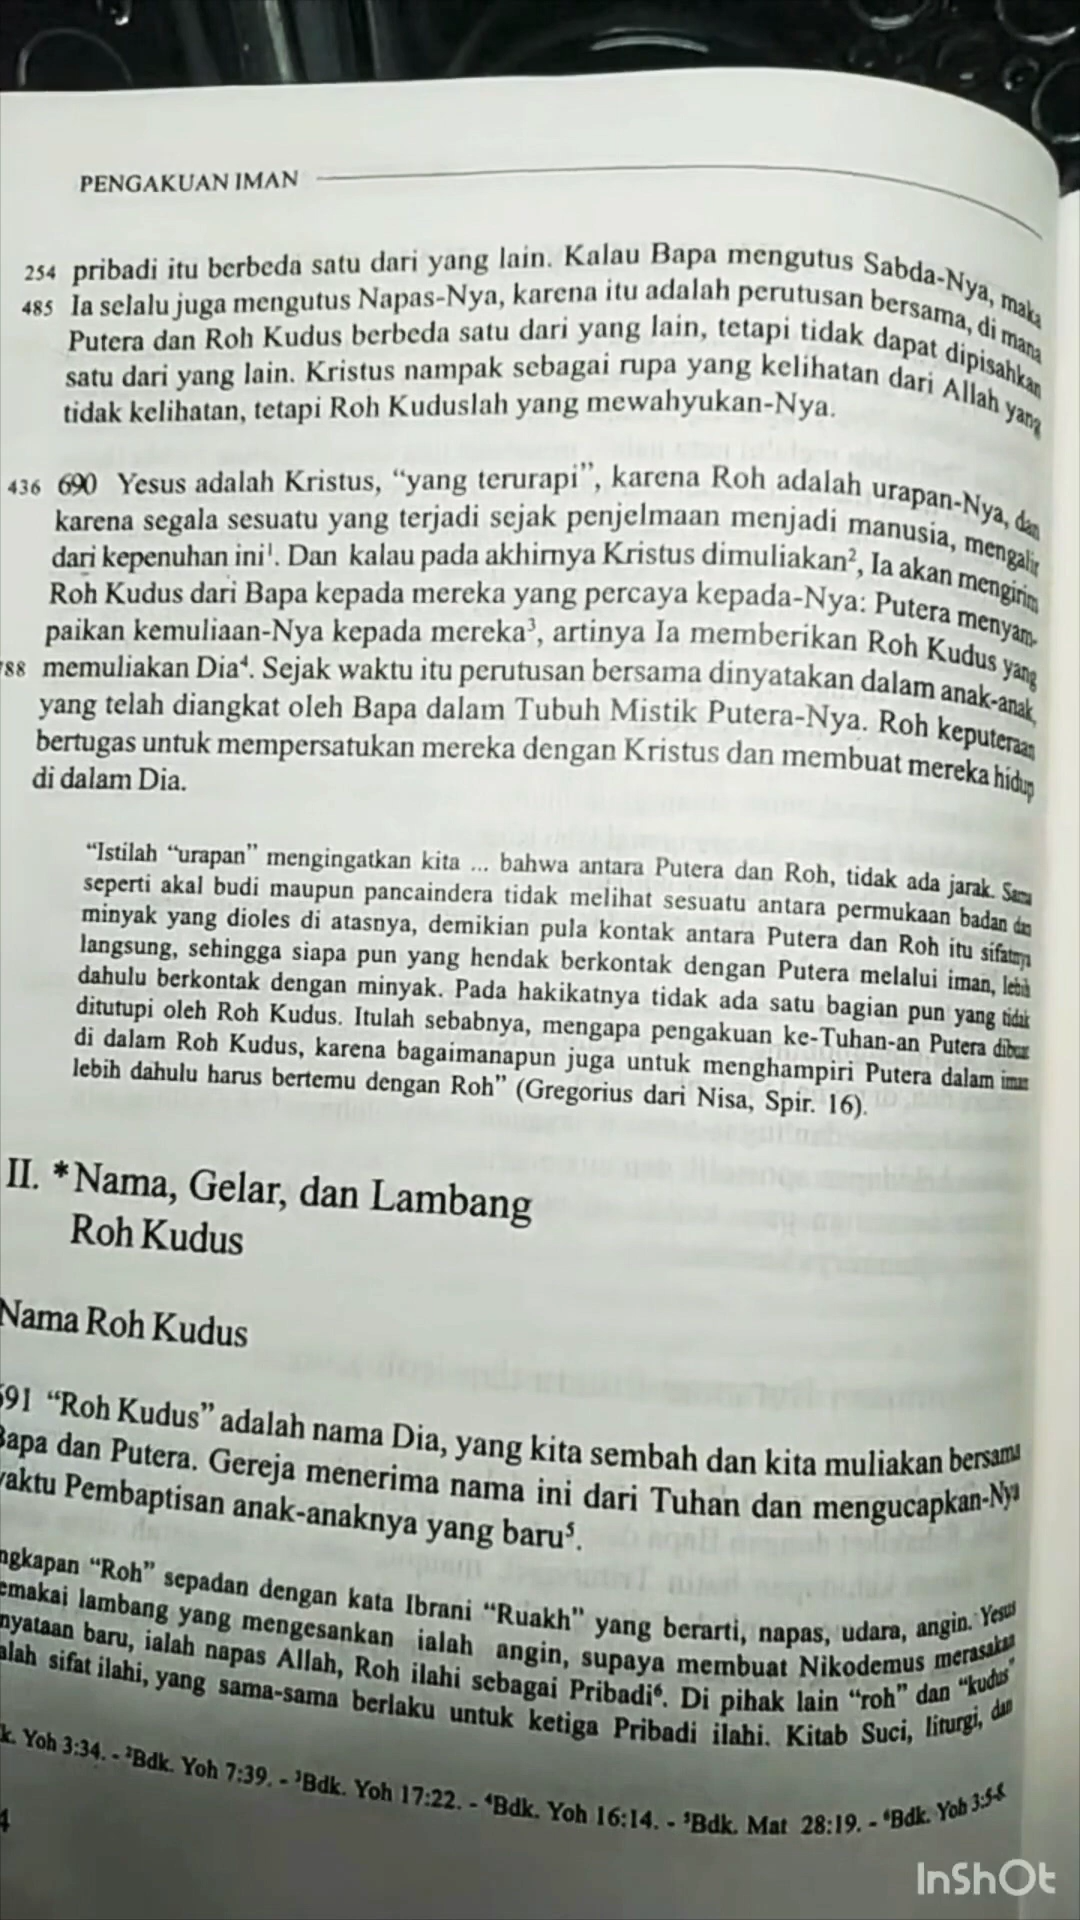 PENGAKUAN IMAN
254 pribadi itu berbeda satu dari yang lain. Kalau Bapa mengutus Sabda-Nya, maka
485 Ia selalu juga mengutus Napas-Nya, karena itu adalah perutusan bersama, di mana
Putera dan Roh Kudus berbeda satu dari yang lain, tetapi tidak dapat dipisahkan
satu dari yang lain. Kristus nampak sebagai rupa yang kelihatan dari Allah yang
tidak kelihatan, tetapi Roh Kuduslah yang mewahyukan-Nya.
436 690 Yesus adalah Kristus, “yang terurapi”, karena Roh adalah urapan-Nya, dan
karena segala sesuatu yang terjadi sejak penjelmaan menjadi manusia, mengalir
dari kepenuhan ini¹. Dan kalau pada akhirnya Kristus dimuliakan², Ia akan mengirim
Roh Kudus dari Bapa kepada mereka yang percaya kepada-Nya: Putera menyam-
paikan kemuliaan-Nya kepada mereka³, artinya Ia memberikan Roh Kudus yang
788 memuliakan Dia⁴. Sejak waktu itu perutusan bersama dinyatakan dalam anak-anak,
yang telah diangkat oleh Bapa dalam Tubuh Mistik Putera-Nya. Roh keputeraan
bertugas untuk mempersatukan mereka dengan Kristus dan membuat mereka hidup
di dalam Dia.
“Istilah “urapan” mengingatkan kita ... bahwa antara Putera dan Roh, tidak ada jarak. Sama
seperti akal budi maupun pancaindera tidak melihat sesuatu antara permukaan badan dan
minyak yang dioles di atasnya, demikian pula kontak antara Putera dan Roh itu sifatnya
langsung, sehingga siapa pun yang hendak berkontak dengan Putera melalui iman, lebih
dahulu berkontak dengan minyak. Pada hakikatnya tidak ada satu bagian pun yang tidak
ditutupi oleh Roh Kudus. Itulah sebabnya, mengapa pengakuan ke-Tuhan-an Putera dibuat
di dalam Roh Kudus, karena bagaimanapun juga untuk menghampiri Putera dalam iman
lebih dahulu harus bertemu dengan Roh” (Gregorius dari Nisa, Spir. 16).
II. *Nama, Gelar, dan Lambang
Roh Kudus
Nama Roh Kudus
691 “Roh Kudus” adalah nama Dia, yang kita sembah dan kita muliakan bersama
Bapa dan Putera. Gereja menerima nama ini dari Tuhan dan mengucapkan-Nya
waktu Pembaptisan anak-anaknya yang baru⁵.
ngkapan “Roh” sepadan dengan kata Ibrani “Ruakh” yang berarti, napas, udara, angin. Yesus
emakai lambang yang mengesankan ialah angin, supaya membuat Nikodemus merasakan
nyataan baru, ialah napas Allah, Roh ilahi sebagai Pribadi⁶. Di pihak lain “roh” dan “kudus”
alah sifat ilahi, yang sama-sama berlaku untuk ketiga Pribadi ilahi. Kitab Suci, liturgi, dan
k. Yoh 3:34. - ²Bdk. Yoh 7:39. - ³Bdk. Yoh 17:22. - ⁴Bdk. Yoh 16:14. - ⁵Bdk. Mat 28:19. - ⁶Bdk. Yoh 3:5-8.
4
InShOt